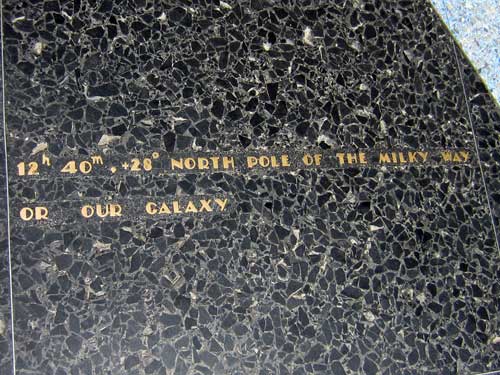 12ʰ 40ᵐ, +28° NORTH POLE OF THE MILKY WAY
OR OUR GALAXY